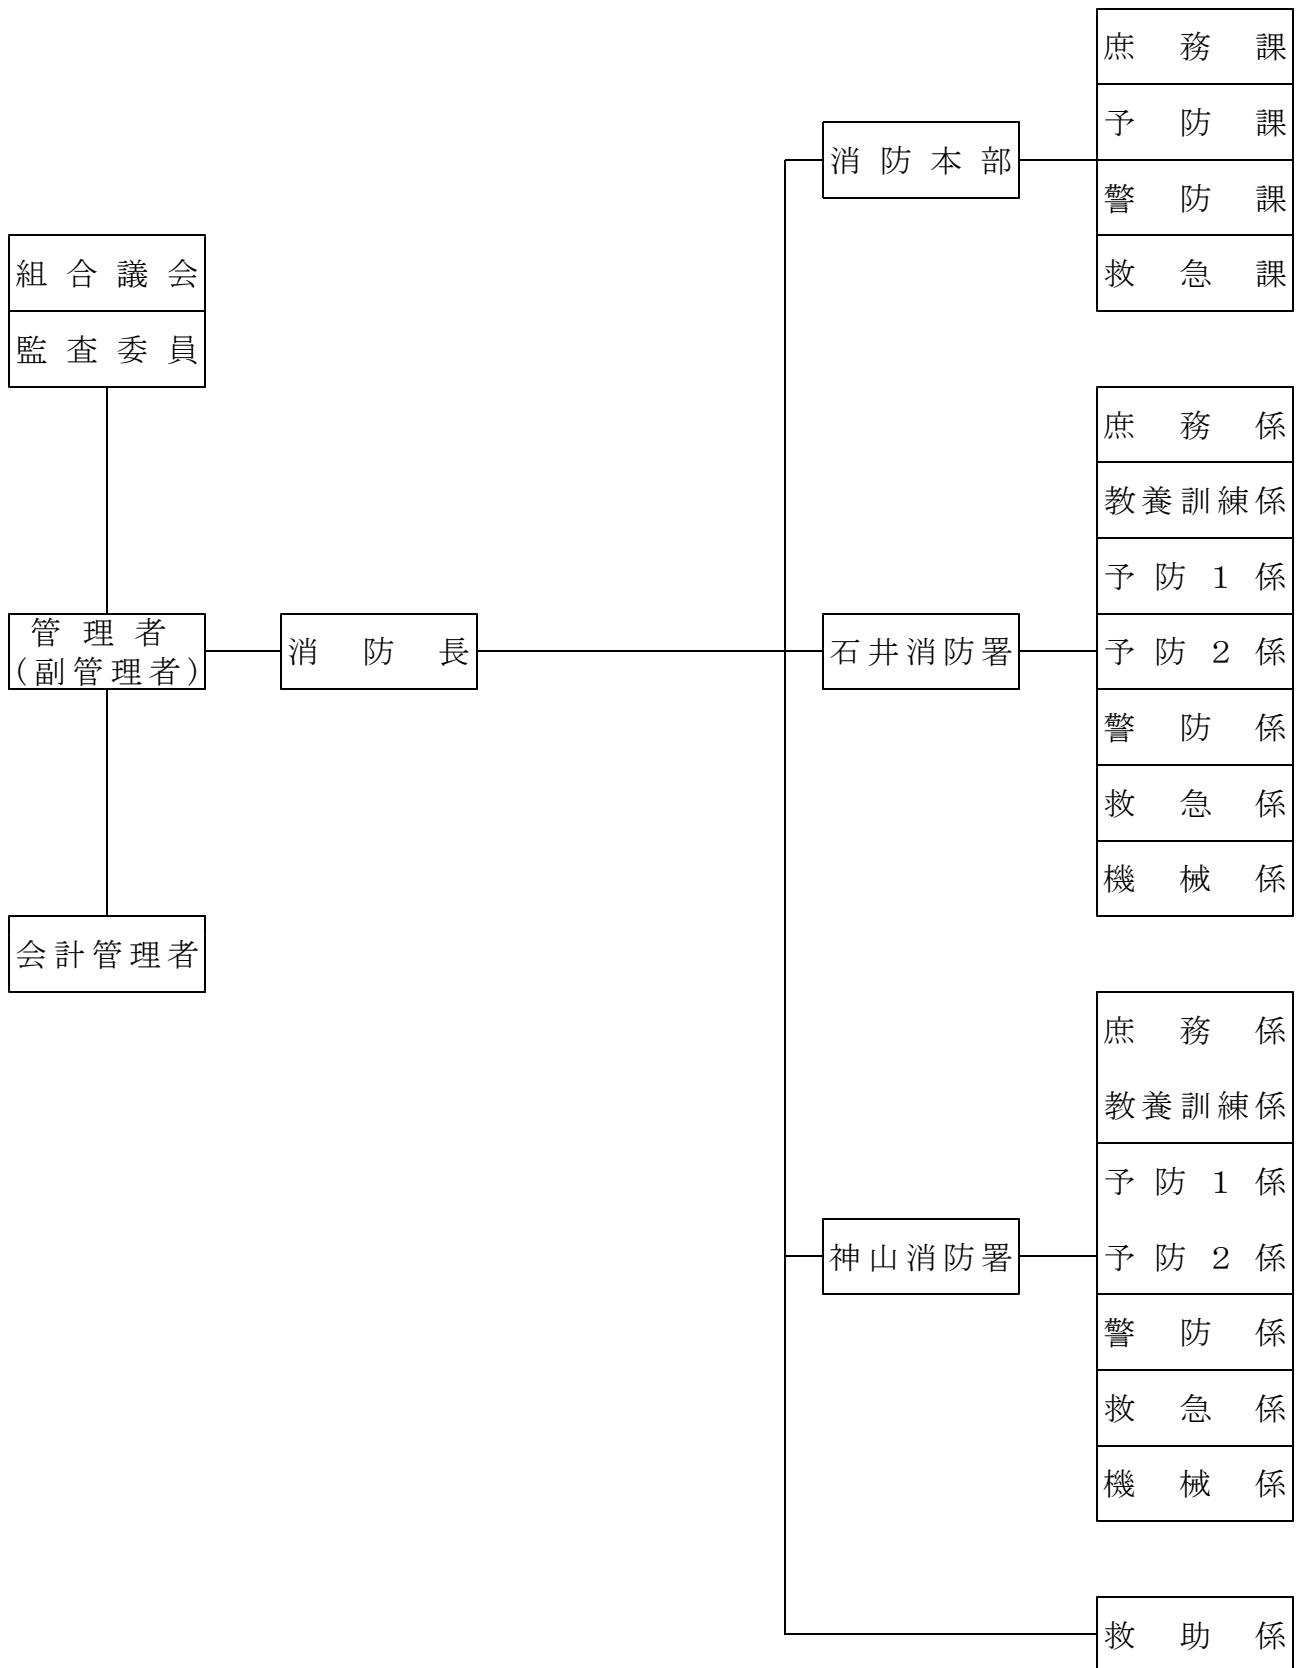 組合議会
監査委員
管理者
(副管理者)
会計管理者
消防長
消防本部
庶務課
予防課
警防課
救急課
石井消防署
庶務係
教養訓練係
予防1係
予防2係
警防係
救急係
機械係
神山消防署
庶務係
教養訓練係
予防1係
予防2係
警防係
救急係
機械係
救助係